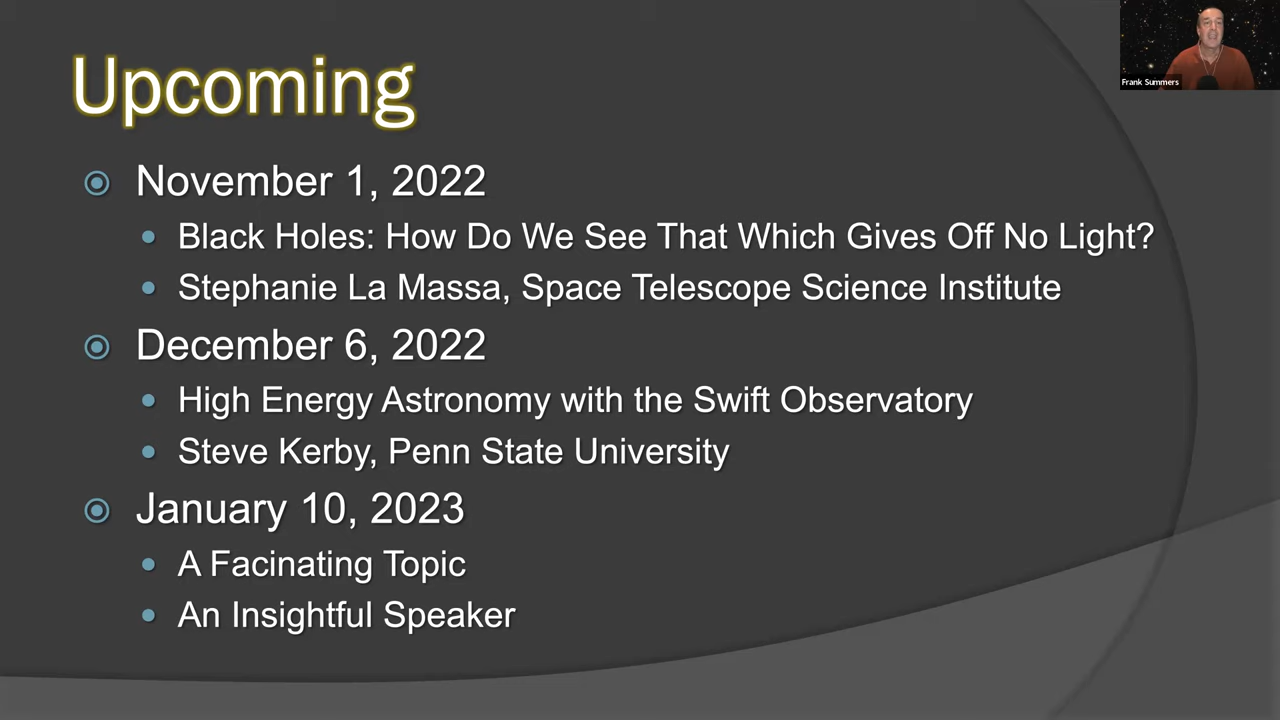 Upcoming
Frank Summers
November 1, 2022
Black Holes: How Do We See That Which Gives Off No Light?
Stephanie La Massa, Space Telescope Science Institute
December 6, 2022
High Energy Astronomy with the Swift Observatory
Steve Kerby, Penn State University
January 10, 2023
A Facinating Topic
An Insightful Speaker